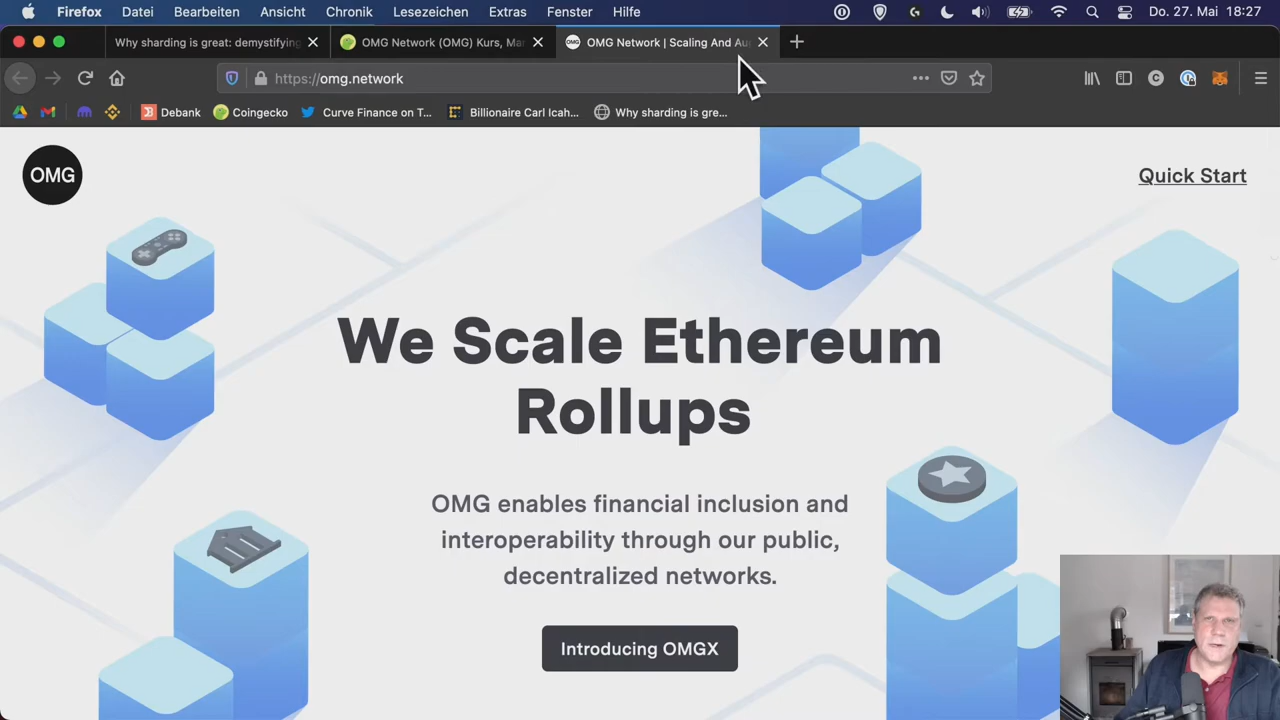 Firefox Datei Bearbeiten Ansicht Chronik Lesezeichen Extras Fenster Hilfe Do. 27. Mai 18:27
Why sharding is great: demystifying OMG Network (OMG) Kurs, Mar OMG OMG Network | Scaling And Au
https://omg.network
Debank Coingecko Curve Finance on T... Billionaire Carl Icah... Why sharding is gre...
OMG
Quick Start
We Scale Ethereum
Rollups
OMG enables financial inclusion and
interoperability through our public,
decentralized networks.
Introducing OMGX